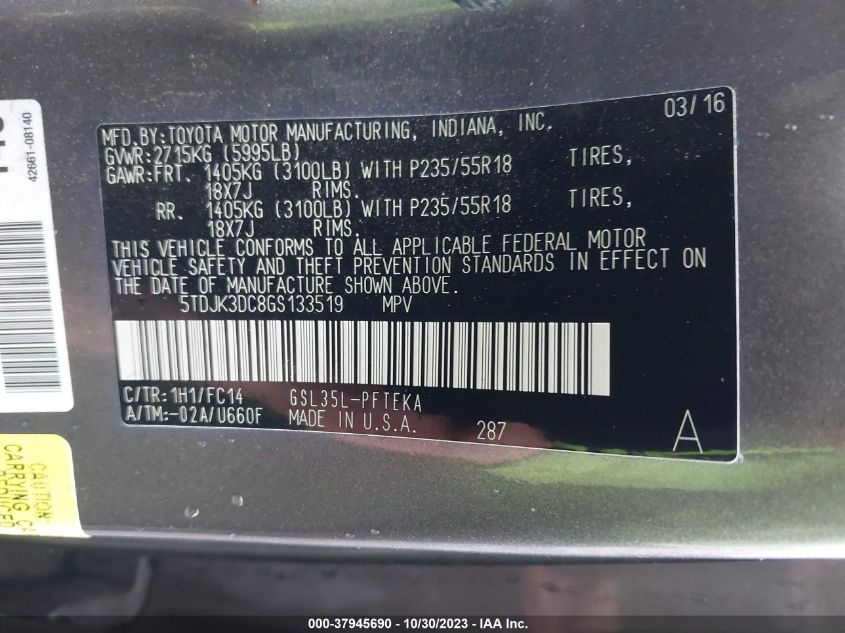 03/16
MFD.BY:TOYOTA MOTOR MANUFACTURING, INDIANA, INC.
GVWR:2715KG (5995LB)
GAWR:FRT. 1405KG (3100LB) WITH P235/55R18 TIRES,
18X7J RIMS.
RR. 1405KG (3100LB) WITH P235/55R18 TIRES,
18X7J RIMS.
THIS VEHICLE CONFORMS TO ALL APPLICABLE FEDERAL MOTOR
VEHICLE SAFETY AND THEFT PREVENTION STANDARDS IN EFFECT ON
THE DATE OF MANUFACTURE SHOWN ABOVE.
5TDJK3DC8GS133519 MPV
C/TR:1H1/FC14 GSL35L-PFTEKA
A/TM:-02A/U660F MADE IN U.S.A. 287
A
42661-08140
CAUTION:
CARRYING
REDUCED
000-37945690 - 10/30/2023 - IAA Inc.